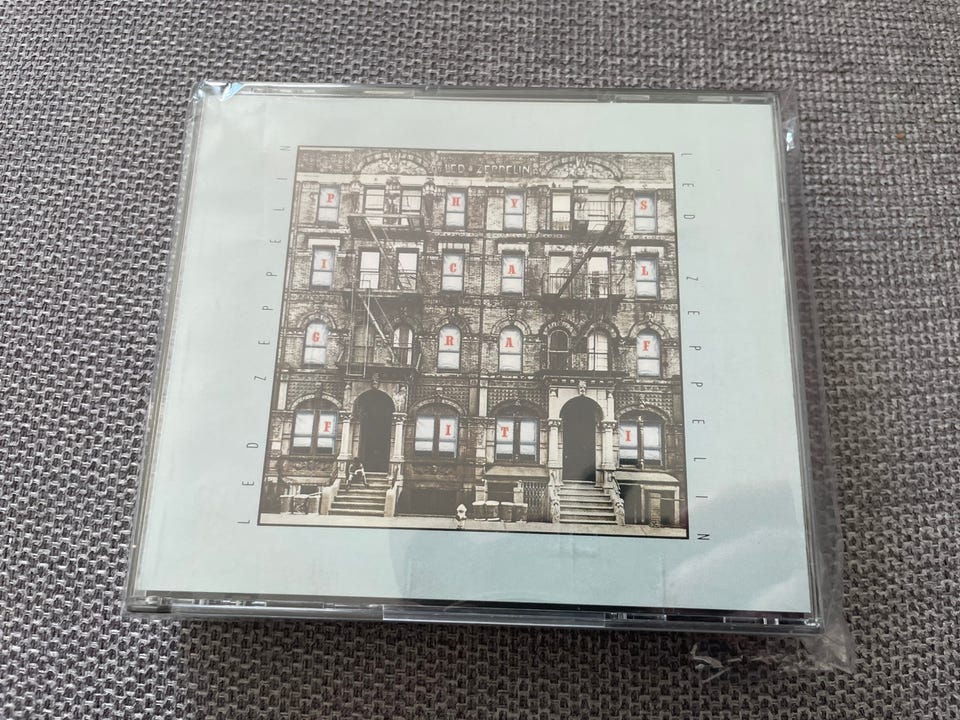 LED ZEPPELIN
LED ZEPPELIN
P H Y S
I C A L
G R A F
F I T I
LED ZEPPELIN